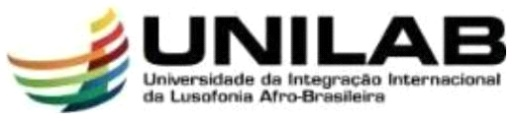 UNILAB
Universidade da Integração Internacional
da Lusofonia Afro-Brasileira